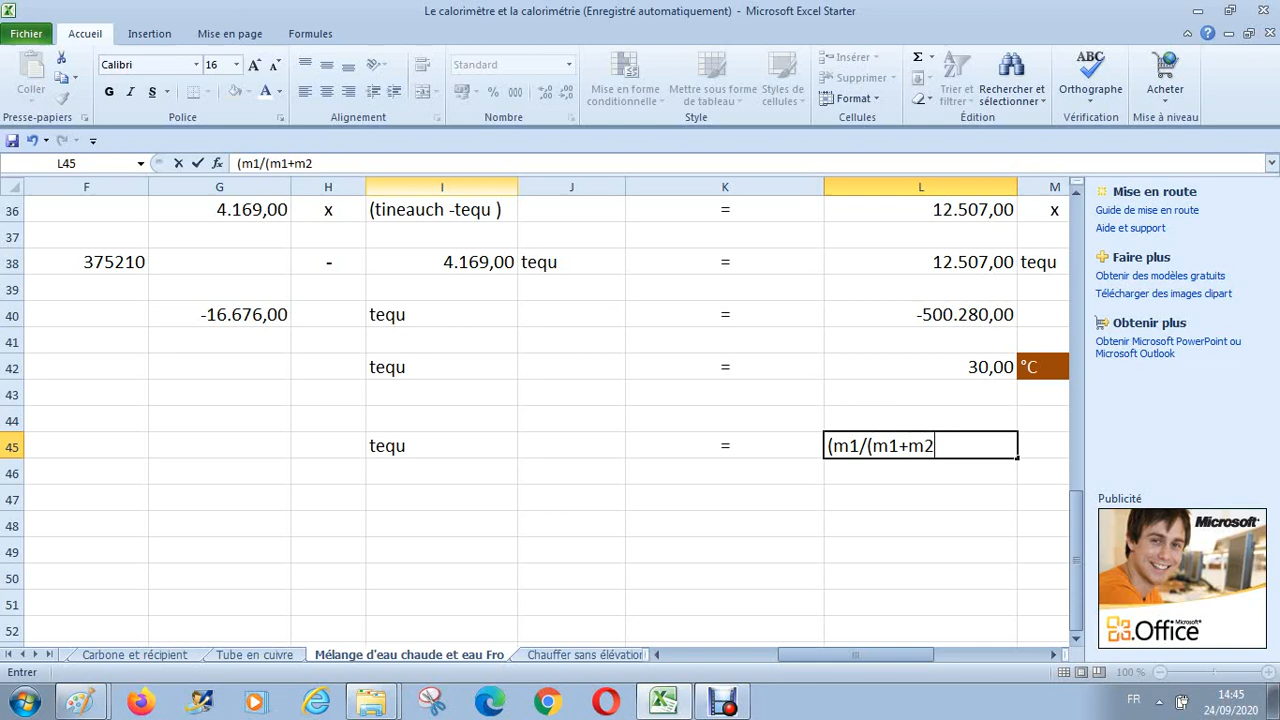 Le calorimètre et la calorimétrie (Enregistré automatiquement) - Microsoft Excel Starter
Fichier Accueil Insertion Mise en page Formules
Coller
Calibri 16
G I S
Standard
Mise en forme conditionnelle
Mettre sous forme de tableau
Styles de cellules
Insérer
Supprimer
Format
Trier et filtrer
Rechercher et sélectionner
ABC
Orthographe
Acheter
Presse-papiers Police Alignement Nombre Style Cellules Édition Vérification Mise à niveau
L45 (m1/(m1+m2
F G H I J K L M
36 4.169,00 x (tineauch -tequ ) = 12.507,00 x
37
38 375210 - 4.169,00 tequ = 12.507,00 tequ
39
40 -16.676,00 tequ = -500.280,00
41
42 tequ = 30,00 °C
43
44
45 tequ = (m1/(m1+m2
46
47
48
49
50
51
52
Mise en route
Guide de mise en route
Aide et support
Faire plus
Obtenir des modèles gratuits
Télécharger des images clipart
Obtenir plus
Obtenir Microsoft PowerPoint ou
Microsoft Outlook
Publicité
Microsoft
Microsoft
Office
Carbone et récipient Tube en cuivre Mélange d'eau chaude et eau Fro Chauffer sans élévation
Entrer 100 %
FR 14:45
24/09/2020